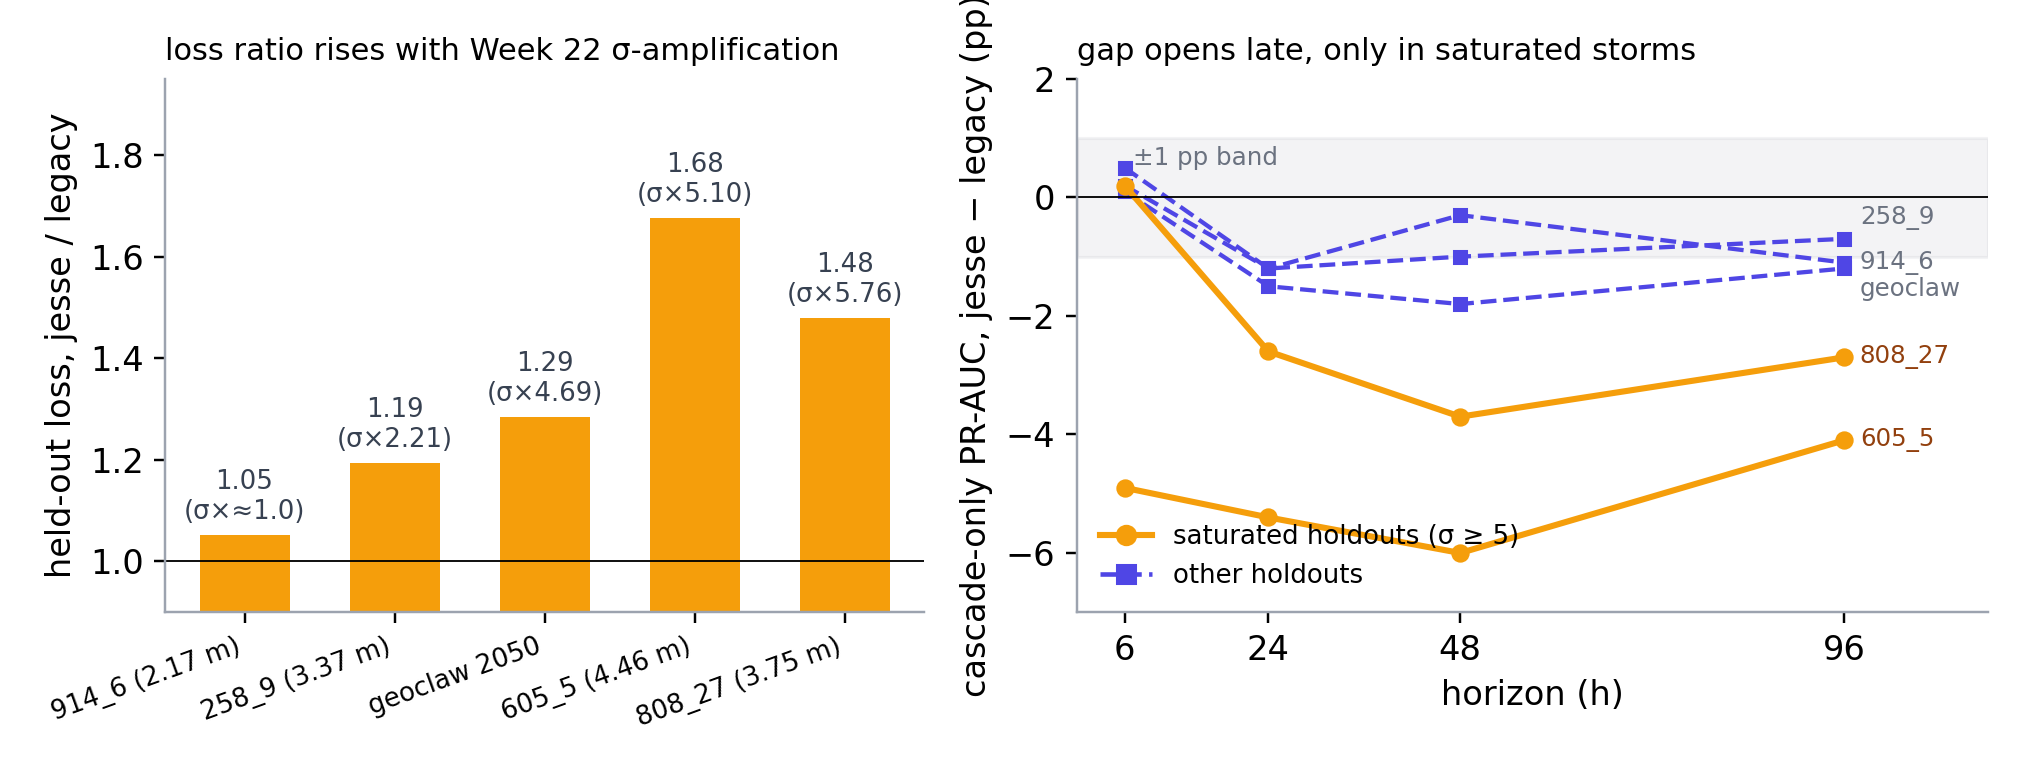 loss ratio rises with Week 22 σ-amplification
held-out loss, jesse / legacy
1.8
1.6
1.4
1.2
1.0
1.05
(σ×≈1.0)
1.19
(σ×2.21)
1.29
(σ×4.69)
1.68
(σ×5.10)
1.48
(σ×5.76)
914_6 (2.17 m)
258_9 (3.37 m)
geoclaw 2050
605_5 (4.46 m)
808_27 (3.75 m)
gap opens late, only in saturated storms
cascade-only PR-AUC, jesse − legacy (pp)
2
0
−2
−4
−6
±1 pp band
258_9
914_6
geoclaw
808_27
605_5
saturated holdouts (σ ≥ 5)
other holdouts
6
24
48
96
horizon (h)